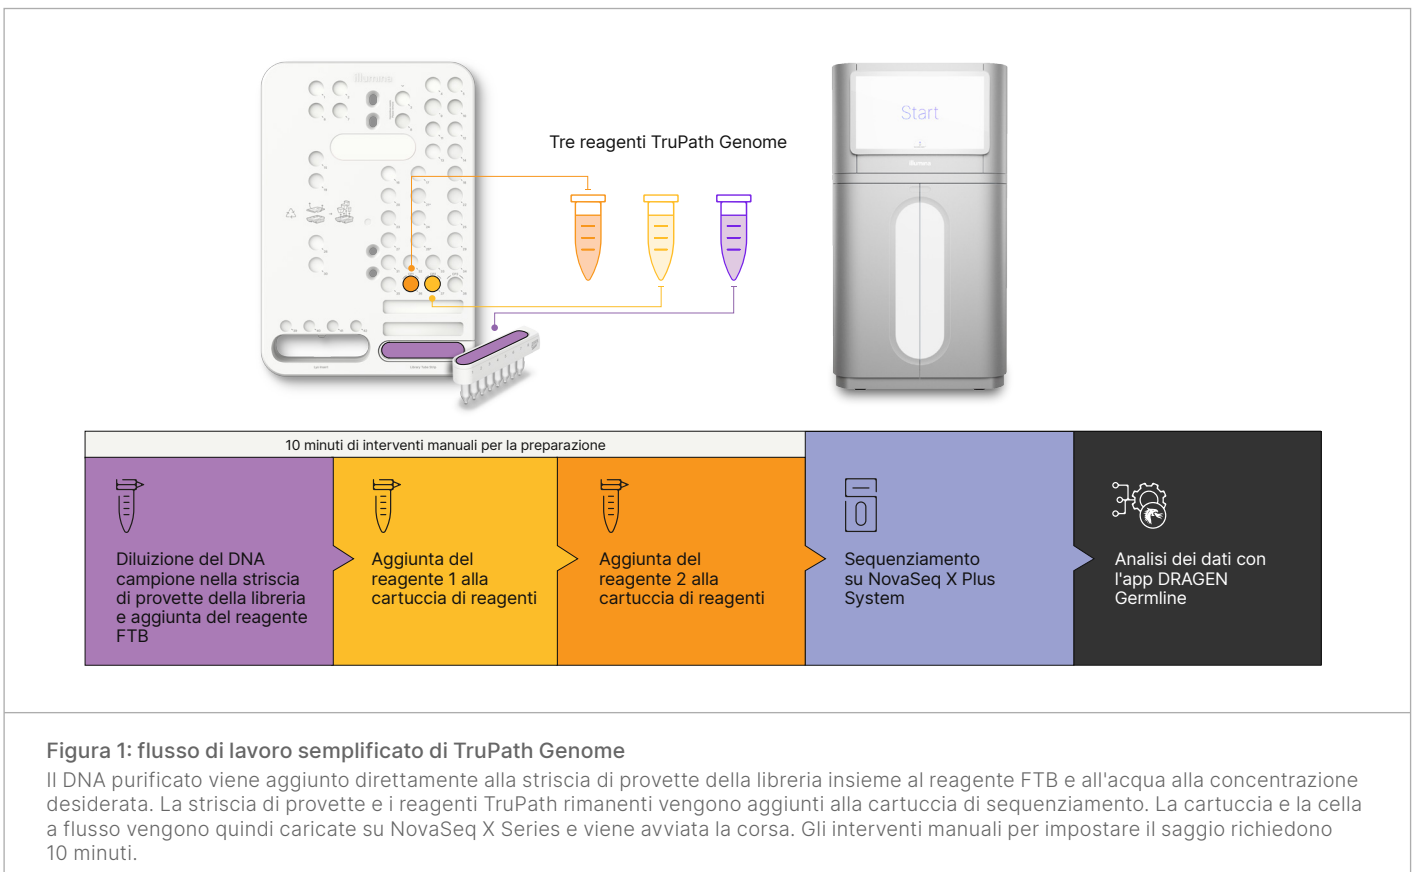 illumina
Tre reagenti TruPath Genome
Start
illumina
10 minuti di interventi manuali per la preparazione
Diluizione del DNA
campione nella striscia
di provette della libreria
e aggiunta del reagente
FTB
Aggiunta del
reagente 1 alla
cartuccia di reagenti
Aggiunta del
reagente 2 alla
cartuccia di reagenti
Sequenziamento
su NovaSeq X Plus
System
Analisi dei dati con
l'app DRAGEN
Germline
Figura 1: flusso di lavoro semplificato di TruPath Genome
Il DNA purificato viene aggiunto direttamente alla striscia di provette della libreria insieme al reagente FTB e all'acqua alla concentrazione
desiderata. La striscia di provette e i reagenti TruPath rimanenti vengono aggiunti alla cartuccia di sequenziamento. La cartuccia e la cella
a flusso vengono quindi caricate su NovaSeq X Series e viene avviata la corsa. Gli interventi manuali per impostare il saggio richiedono
10 minuti.